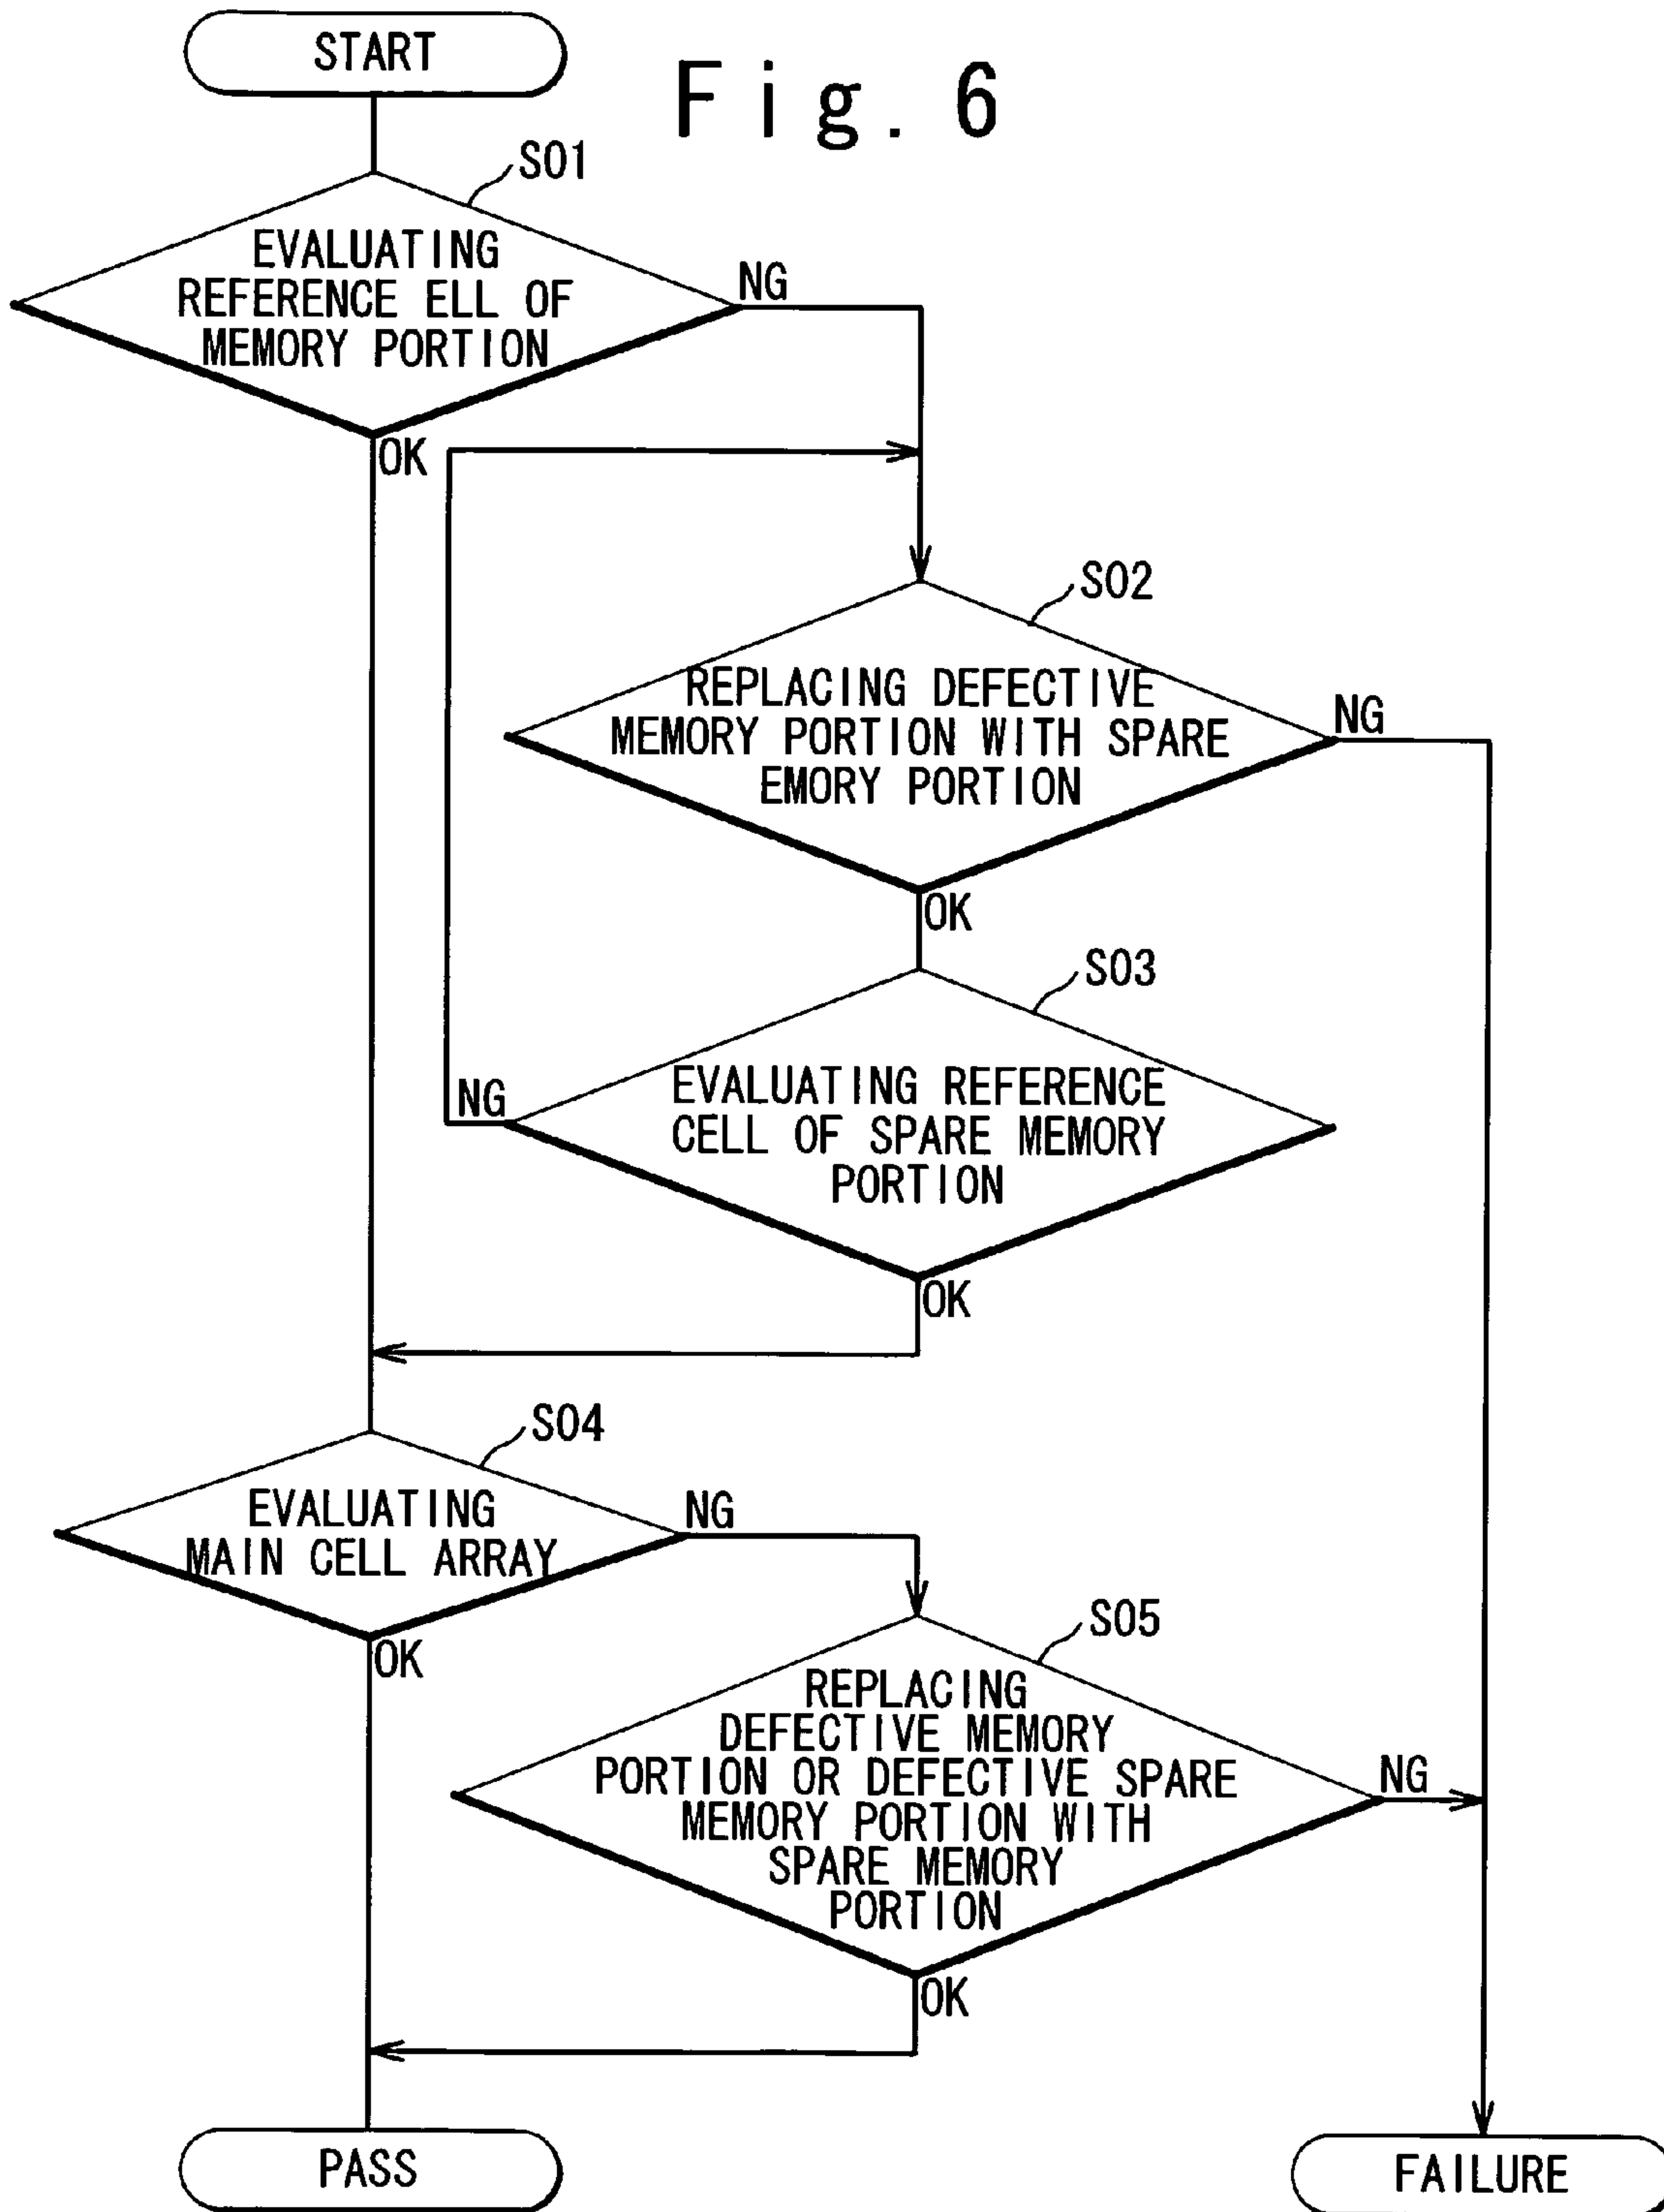 START
Fig. 6
S01
EVALUATING
REFERENCE ELL OF
MEMORY PORTION
NG
OK
S02
REPLACING DEFECTIVE
MEMORY PORTION WITH SPARE
EMORY PORTION
NG
OK
S03
EVALUATING REFERENCE
CELL OF SPARE MEMORY
PORTION
NG
OK
S04
EVALUATING
MAIN CELL ARRAY
NG
OK
S05
REPLACING
DEFECTIVE MEMORY
PORTION OR DEFECTIVE SPARE
MEMORY PORTION WITH
SPARE MEMORY
PORTION
NG
OK
PASS
FAILURE